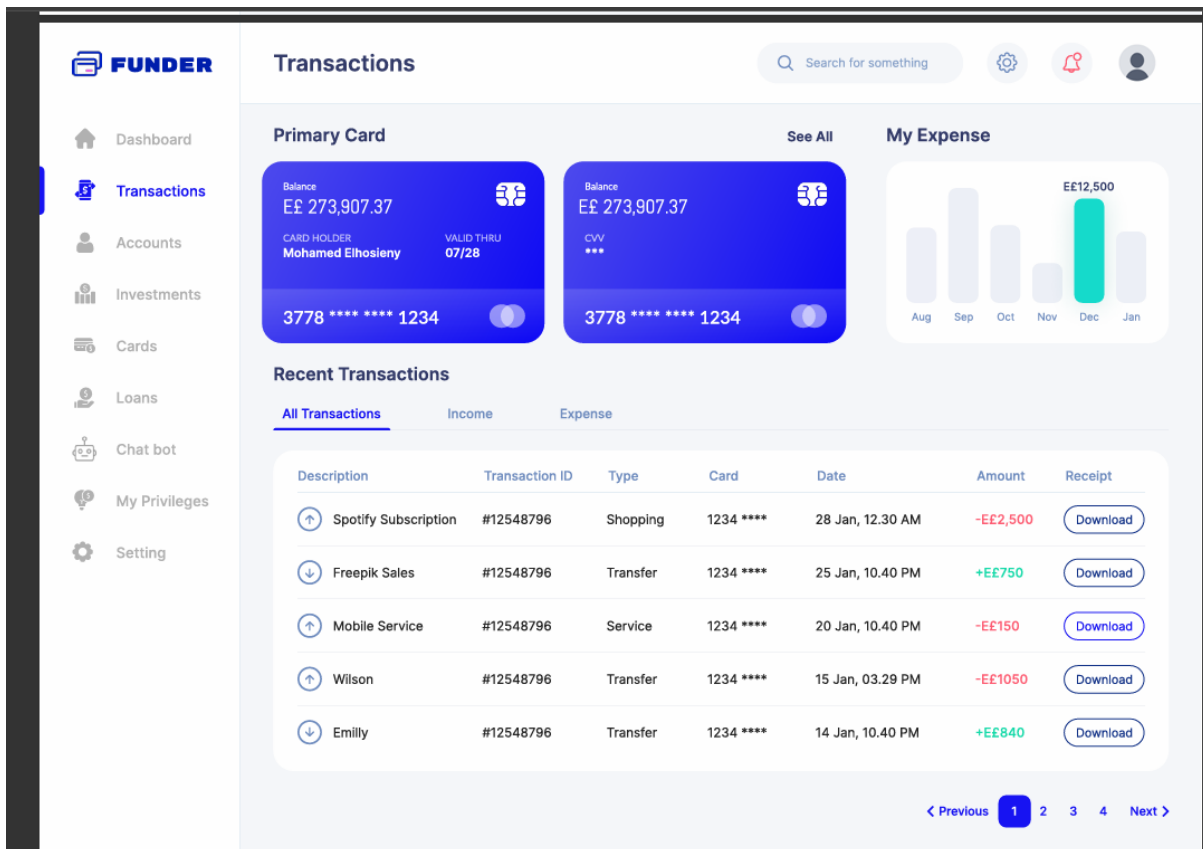 FUNDER
Transactions
Search for something
Dashboard
Transactions
Accounts
Investments
Cards
Loans
Chat bot
My Privileges
Setting
Primary Card
See All
Balance
E£ 273,907.37
CARD HOLDER VALID THRU
Mohamed Elhosieny 07/28
3778 **** **** 1234
Balance
E£ 273,907.37
CVV
***
3778 **** **** 1234
My Expense
E£12,500
Aug Sep Oct Nov Dec Jan
Recent Transactions
All Transactions Income Expense
Description Transaction ID Type Card Date Amount Receipt
Spotify Subscription #12548796 Shopping 1234 **** 28 Jan, 12.30 AM -E£2,500 Download
Freepik Sales #12548796 Transfer 1234 **** 25 Jan, 10.40 PM +E£750 Download
Mobile Service #12548796 Service 1234 **** 20 Jan, 10.40 PM -E£150 Download
Wilson #12548796 Transfer 1234 **** 15 Jan, 03.29 PM -E£1050 Download
Emilly #12548796 Transfer 1234 **** 14 Jan, 10.40 PM +E£840 Download
< Previous 1 2 3 4 Next >